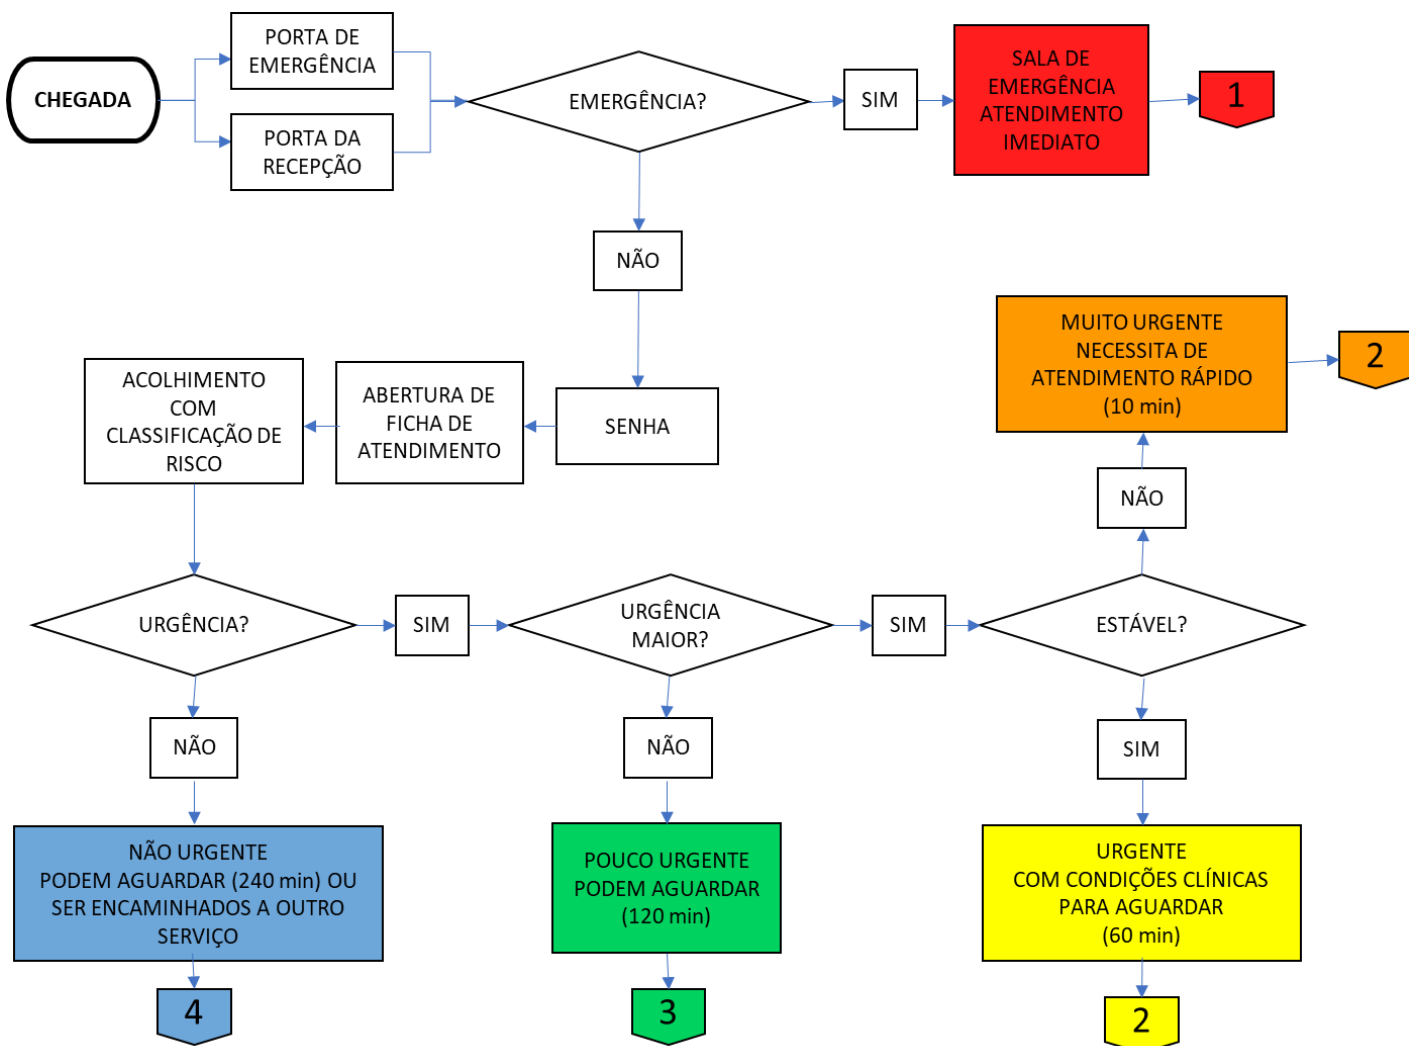 CHEGADA
PORTA DE
EMERGÊNCIA
PORTA DA
RECEPÇÃO
EMERGÊNCIA?
SIM
SALA DE
EMERGÊNCIA
ATENDIMENTO
IMEDIATO
1
NÃO
SENHA
ABERTURA DE
FICHA DE
ATENDIMENTO
ACOLHIMENTO
COM
CLASSIFICAÇÃO DE
RISCO
MUITO URGENTE
NECESSITA DE
ATENDIMENTO RÁPIDO
(10 min)
2
NÃO
URGÊNCIA?
SIM
URGÊNCIA
MAIOR?
SIM
ESTÁVEL?
NÃO
NÃO
SIM
NÃO URGENTE
PODEM AGUARDAR (240 min) OU
SER ENCAMINHADOS A OUTRO
SERVIÇO
POUCO URGENTE
PODEM AGUARDAR
(120 min)
URGENTE
COM CONDIÇÕES CLÍNICAS
PARA AGUARDAR
(60 min)
4
3
2